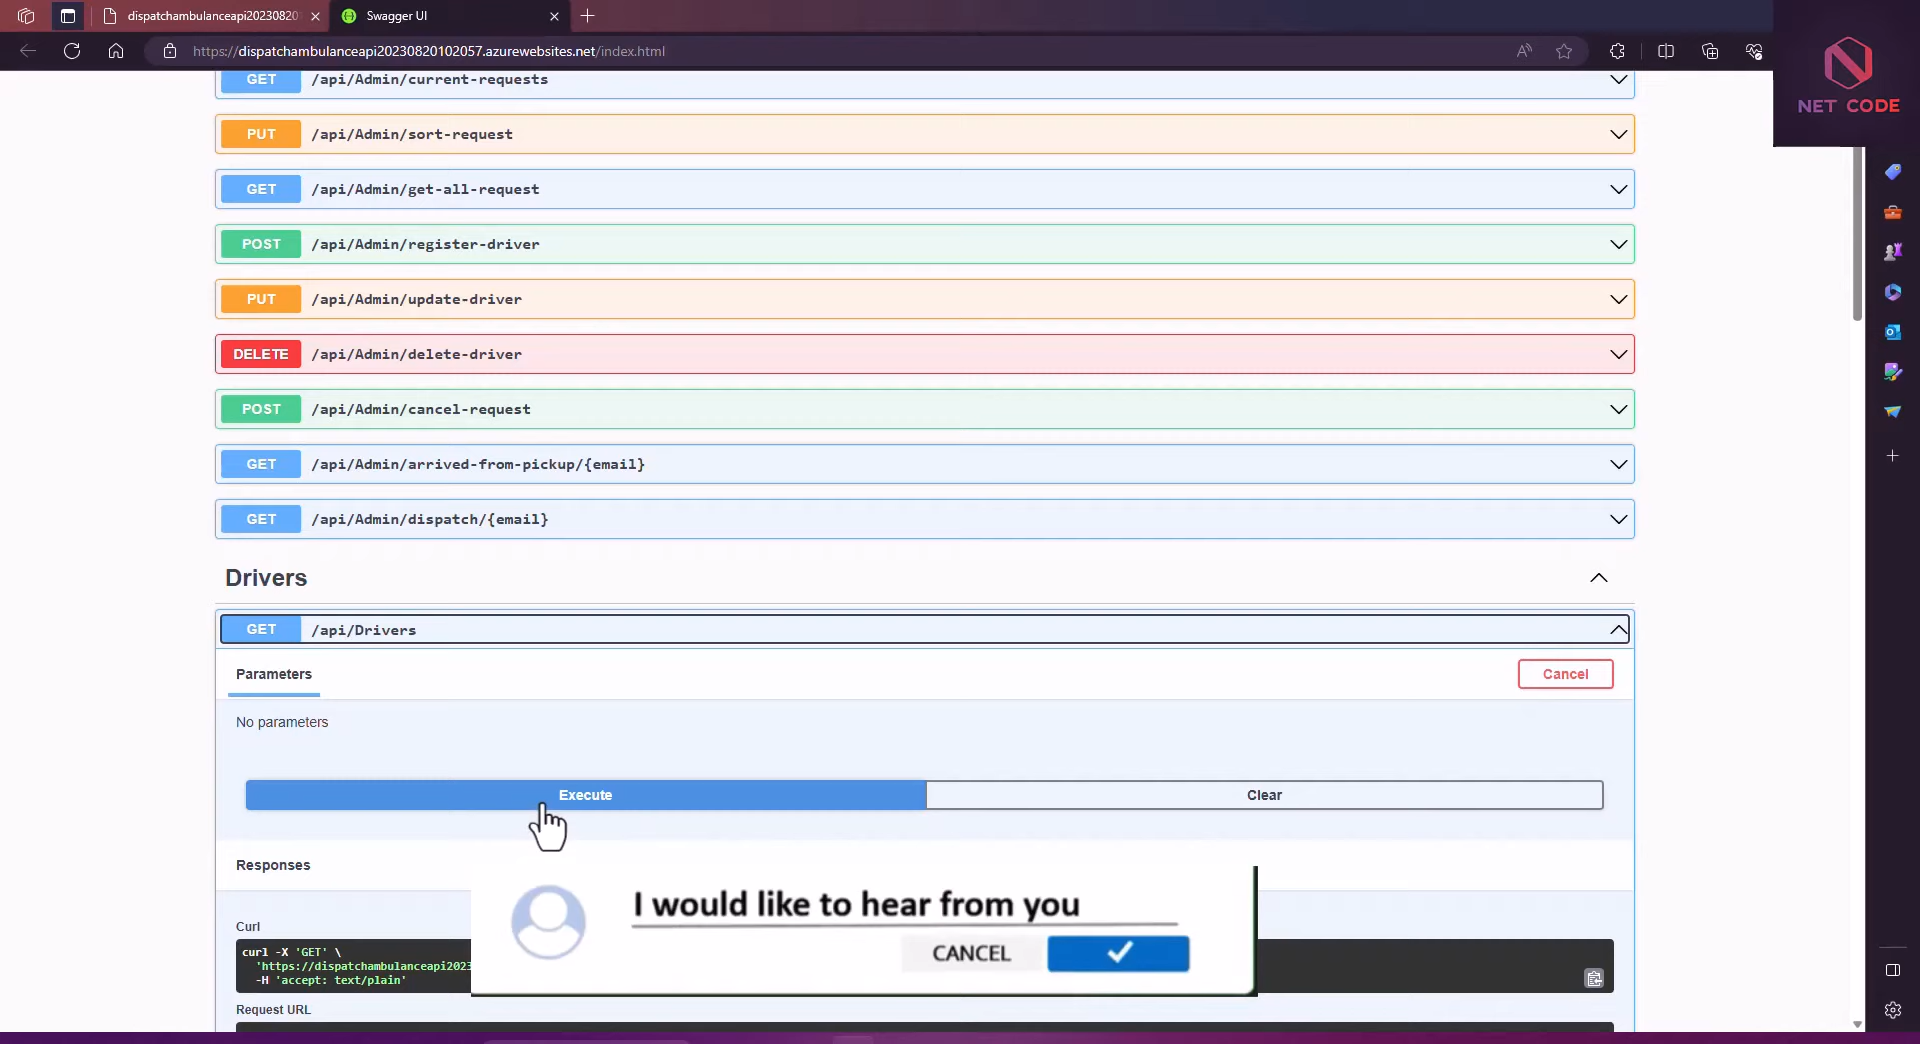 dispatchambulanceapi20230820
Swagger UI
https://dispatchambulanceapi20230820102057.azurewebsites.net/index.html
NET CODE
GET /api/Admin/current-requests
PUT /api/Admin/sort-request
GET /api/Admin/get-all-request
POST /api/Admin/register-driver
PUT /api/Admin/update-driver
DELETE /api/Admin/delete-driver
POST /api/Admin/cancel-request
GET /api/Admin/arrived-from-pickup/{email}
GET /api/Admin/dispatch/{email}
Drivers
GET /api/Drivers
Parameters
Cancel
No parameters
Execute
Clear
Responses
I would like to hear from you
CANCEL
Curl
curl -X 'GET' \
'https://dispatchambulanceapi2023
-H 'accept: text/plain'
Request URL